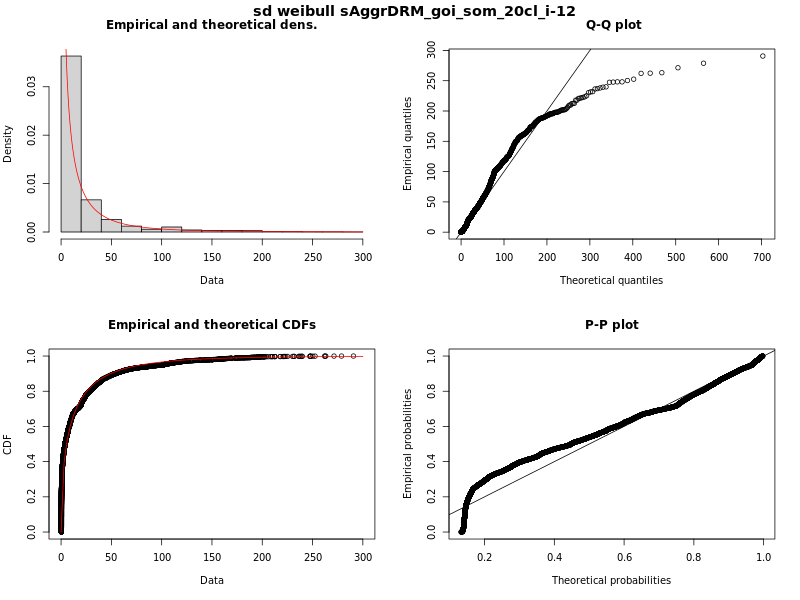 sd weibull sAggrDRM_goi_som_20cl_i-12
Empirical and theoretical dens.
Density
0.00 0.01 0.02 0.03
0 50 100 150 200 250 300
Data
Q-Q plot
Empirical quantiles
0 50 100 150 200 250 300
0 100 200 300 400 500 600 700
Theoretical quantiles
Empirical and theoretical CDFs
CDF
0.0 0.2 0.4 0.6 0.8 1.0
0 50 100 150 200 250 300
Data
P-P plot
Empirical probabilities
0.0 0.2 0.4 0.6 0.8 1.0
0.2 0.4 0.6 0.8 1.0
Theoretical probabilities